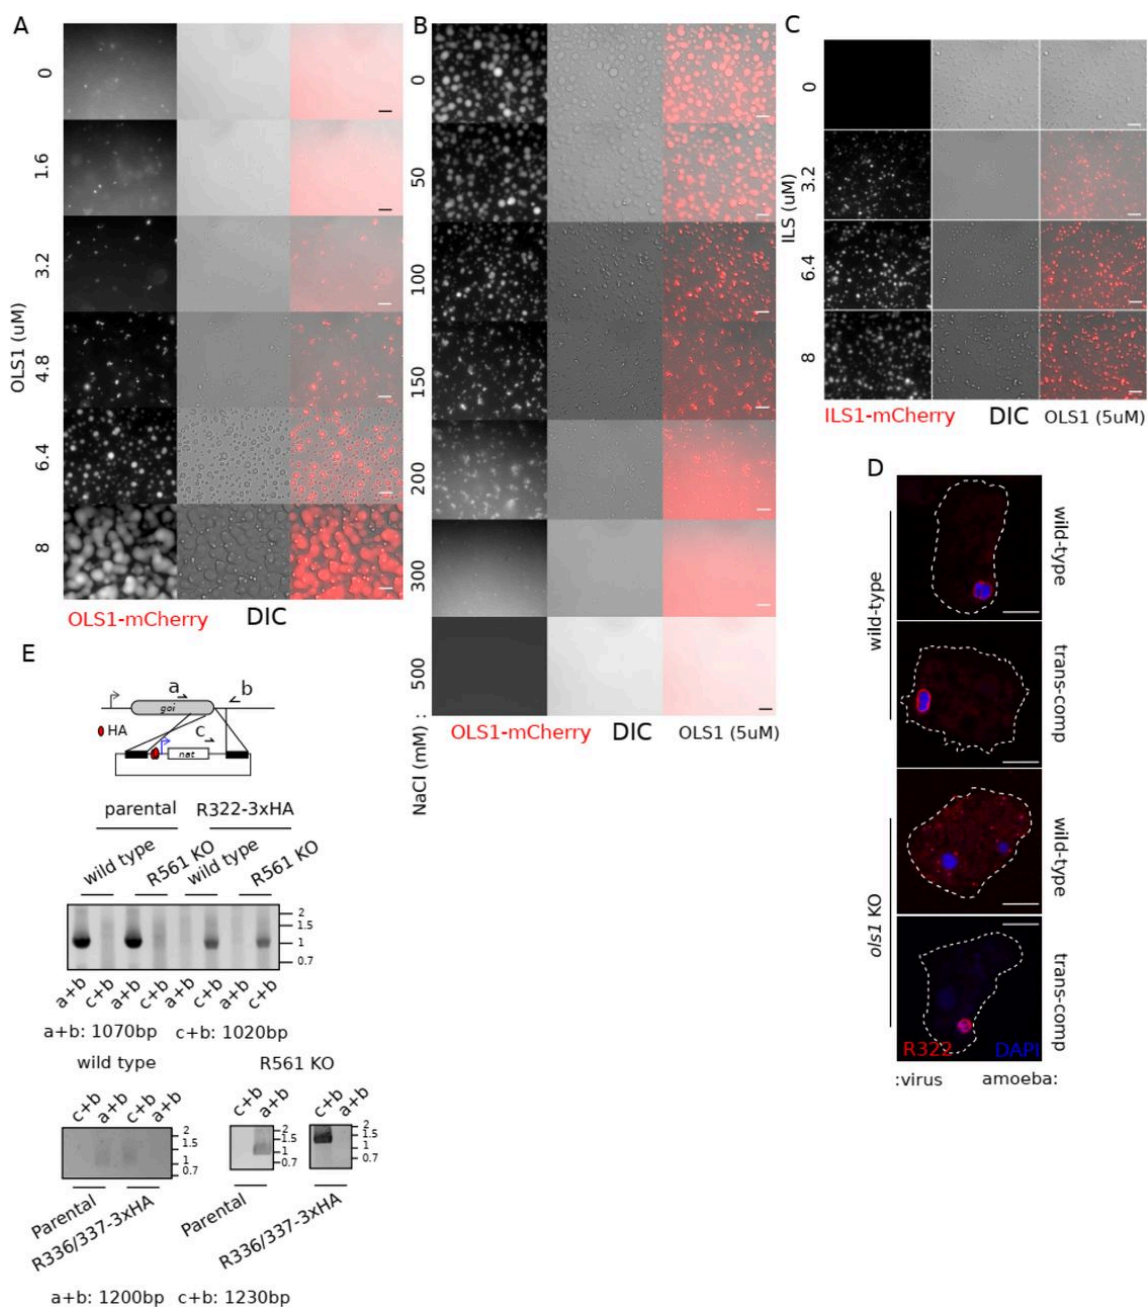 A
OLS1 (uM)
0
1.6
3.2
4.8
6.4
8
OLS1-mCherry DIC
B
NaCl (mM) :
0
50
100
150
200
300
500
OLS1-mCherry DIC OLS1 (5uM)
C
ILS (uM)
0
3.2
6.4
8
ILS1-mCherry DIC OLS1 (5uM)
D
wild-type
wild-type
trans-comp
ols1 KO
wild-type
trans-comp
R322 DAPI
:virus amoeba:
E
a
b
goi
HA
c
nat
parental R322-3xHA
wild type R561 KO wild type R561 KO
2
1.5
1
0.7
a+b c+b a+b c+b a+b c+b a+b c+b
a+b: 1070bp c+b: 1020bp
wild type R561 KO
c+b a+b c+b a+b c+b a+b c+b a+b
2
1.5
1
0.7
2
1.5
1
0.7
2
1.5
1
0.7
Parental R336/337-3xHA Parental R336/337-3xHA
a+b: 1200bp c+b: 1230bp